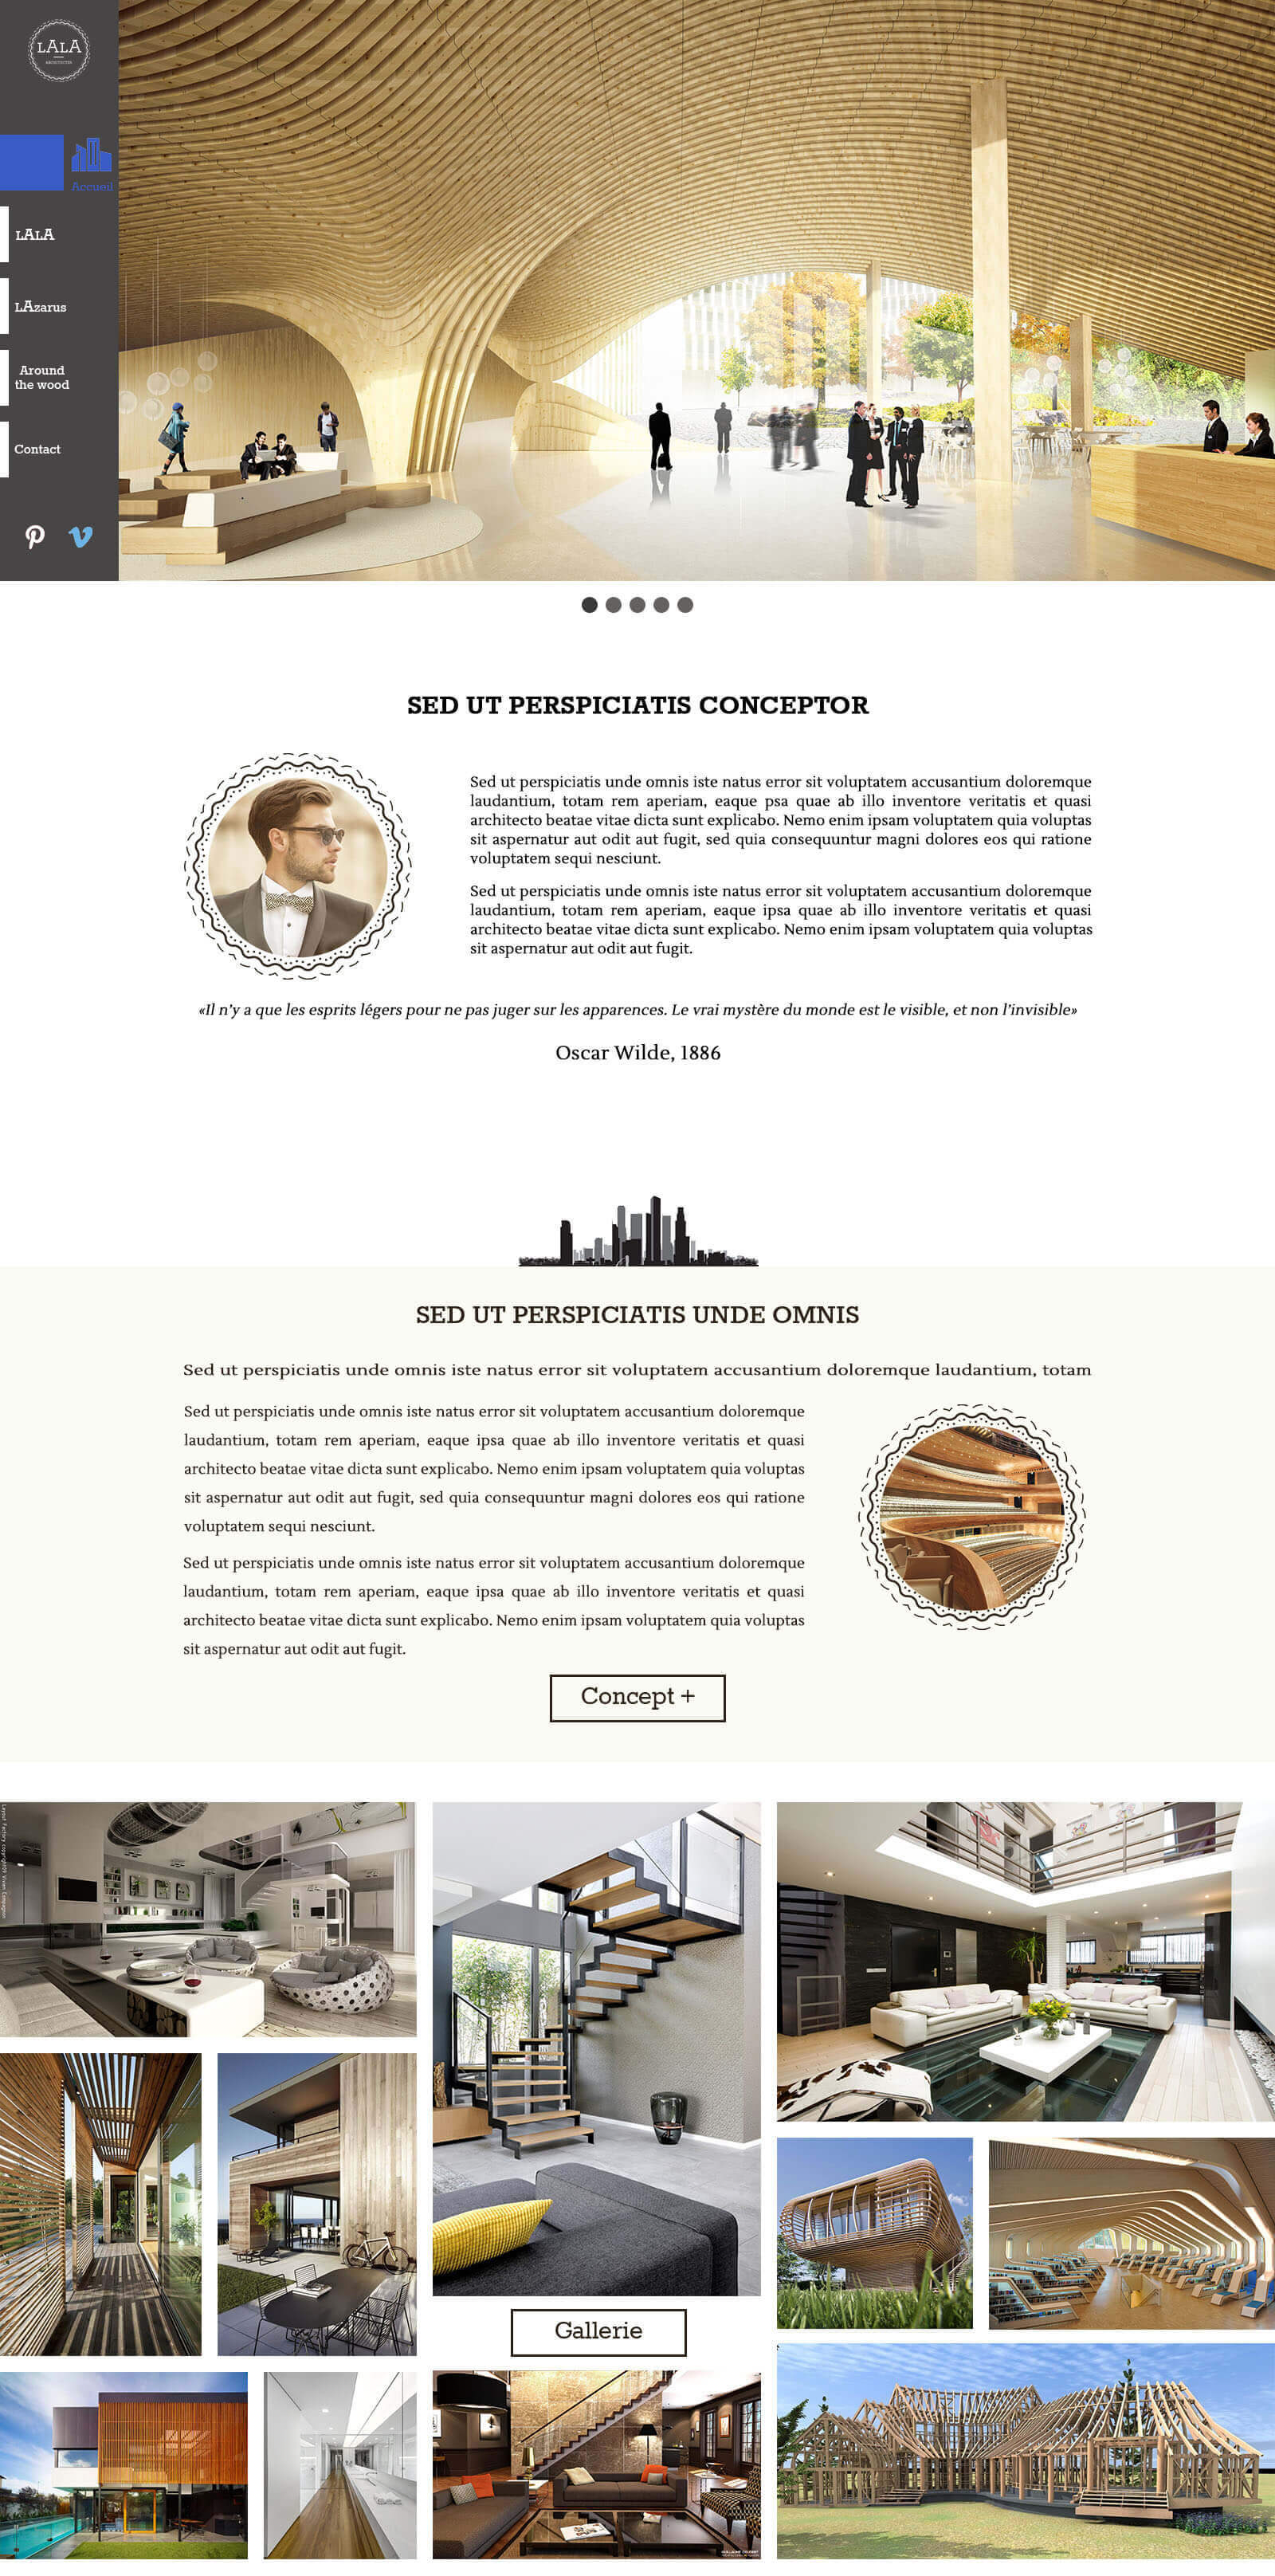 LALA
ARCHITECTES
Accueil
LALA
LAzarus
Around
the wood
Contact
SED UT PERSPICIATIS CONCEPTOR
Sed ut perspiciatis unde omnis iste natus error sit voluptatem accusantium doloremque
laudantium, totam rem aperiam, eaque psa quae ab illo inventore veritatis et quasi
architecto beatae vitae dicta sunt explicabo. Nemo enim ipsam voluptatem quia voluptas
sit aspernatur aut odit aut fugit, sed quia consequuntur magni dolores eos qui ratione
voluptatem sequi nesciunt.
Sed ut perspiciatis unde omnis iste natus error sit voluptatem accusantium doloremque
laudantium, totam rem aperiam, eaque ipsa quae ab illo inventore veritatis et quasi
architecto beatae vitae dicta sunt explicabo. Nemo enim ipsam voluptatem quia voluptas
sit aspernatur aut odit aut fugit.
«Il n'y a que les esprits légers pour ne pas juger sur les apparences. Le vrai mystère du monde est le visible, et non l'invisible»
Oscar Wilde, 1886
SED UT PERSPICIATIS UNDE OMNIS
Sed ut perspiciatis unde omnis iste natus error sit voluptatem accusantium doloremque laudantium, totam
Sed ut perspiciatis unde omnis iste natus error sit voluptatem accusantium doloremque
laudantium, totam rem aperiam, eaque ipsa quae ab illo inventore veritatis et quasi
architecto beatae vitae dicta sunt explicabo. Nemo enim ipsam voluptatem quia voluptas
sit aspernatur aut odit aut fugit, sed quia consequuntur magni dolores eos qui ratione
voluptatem sequi nesciunt.
Sed ut perspiciatis unde omnis iste natus error sit voluptatem accusantium doloremque
laudantium, totam rem aperiam, eaque ipsa quae ab illo inventore veritatis et quasi
architecto beatae vitae dicta sunt explicabo. Nemo enim ipsam voluptatem quia voluptas
sit aspernatur aut odit aut fugit.
Concept +
Gallerie